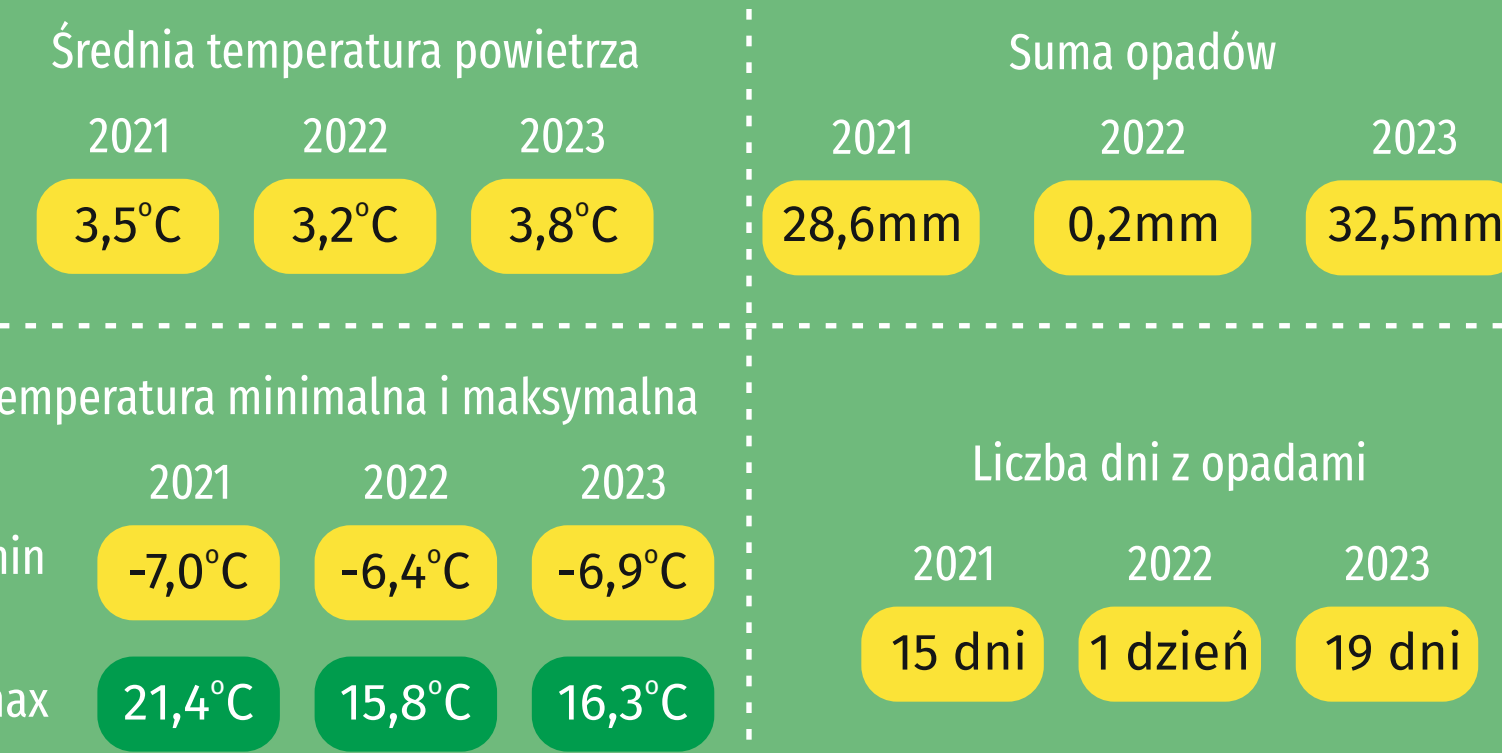 Średnia temperatura powietrza
2021 2022 2023
3,5°C 3,2°C 3,8°C
Suma opadów
2021 2022 2023
28,6mm 0,2mm 32,5mm
emperatura minimalna i maksymalna
2021 2022 2023
min -7,0°C -6,4°C -6,9°C
max 21,4°C 15,8°C 16,3°C
Liczba dni z opadami
2021 2022 2023
15 dni 1 dzień 19 dni